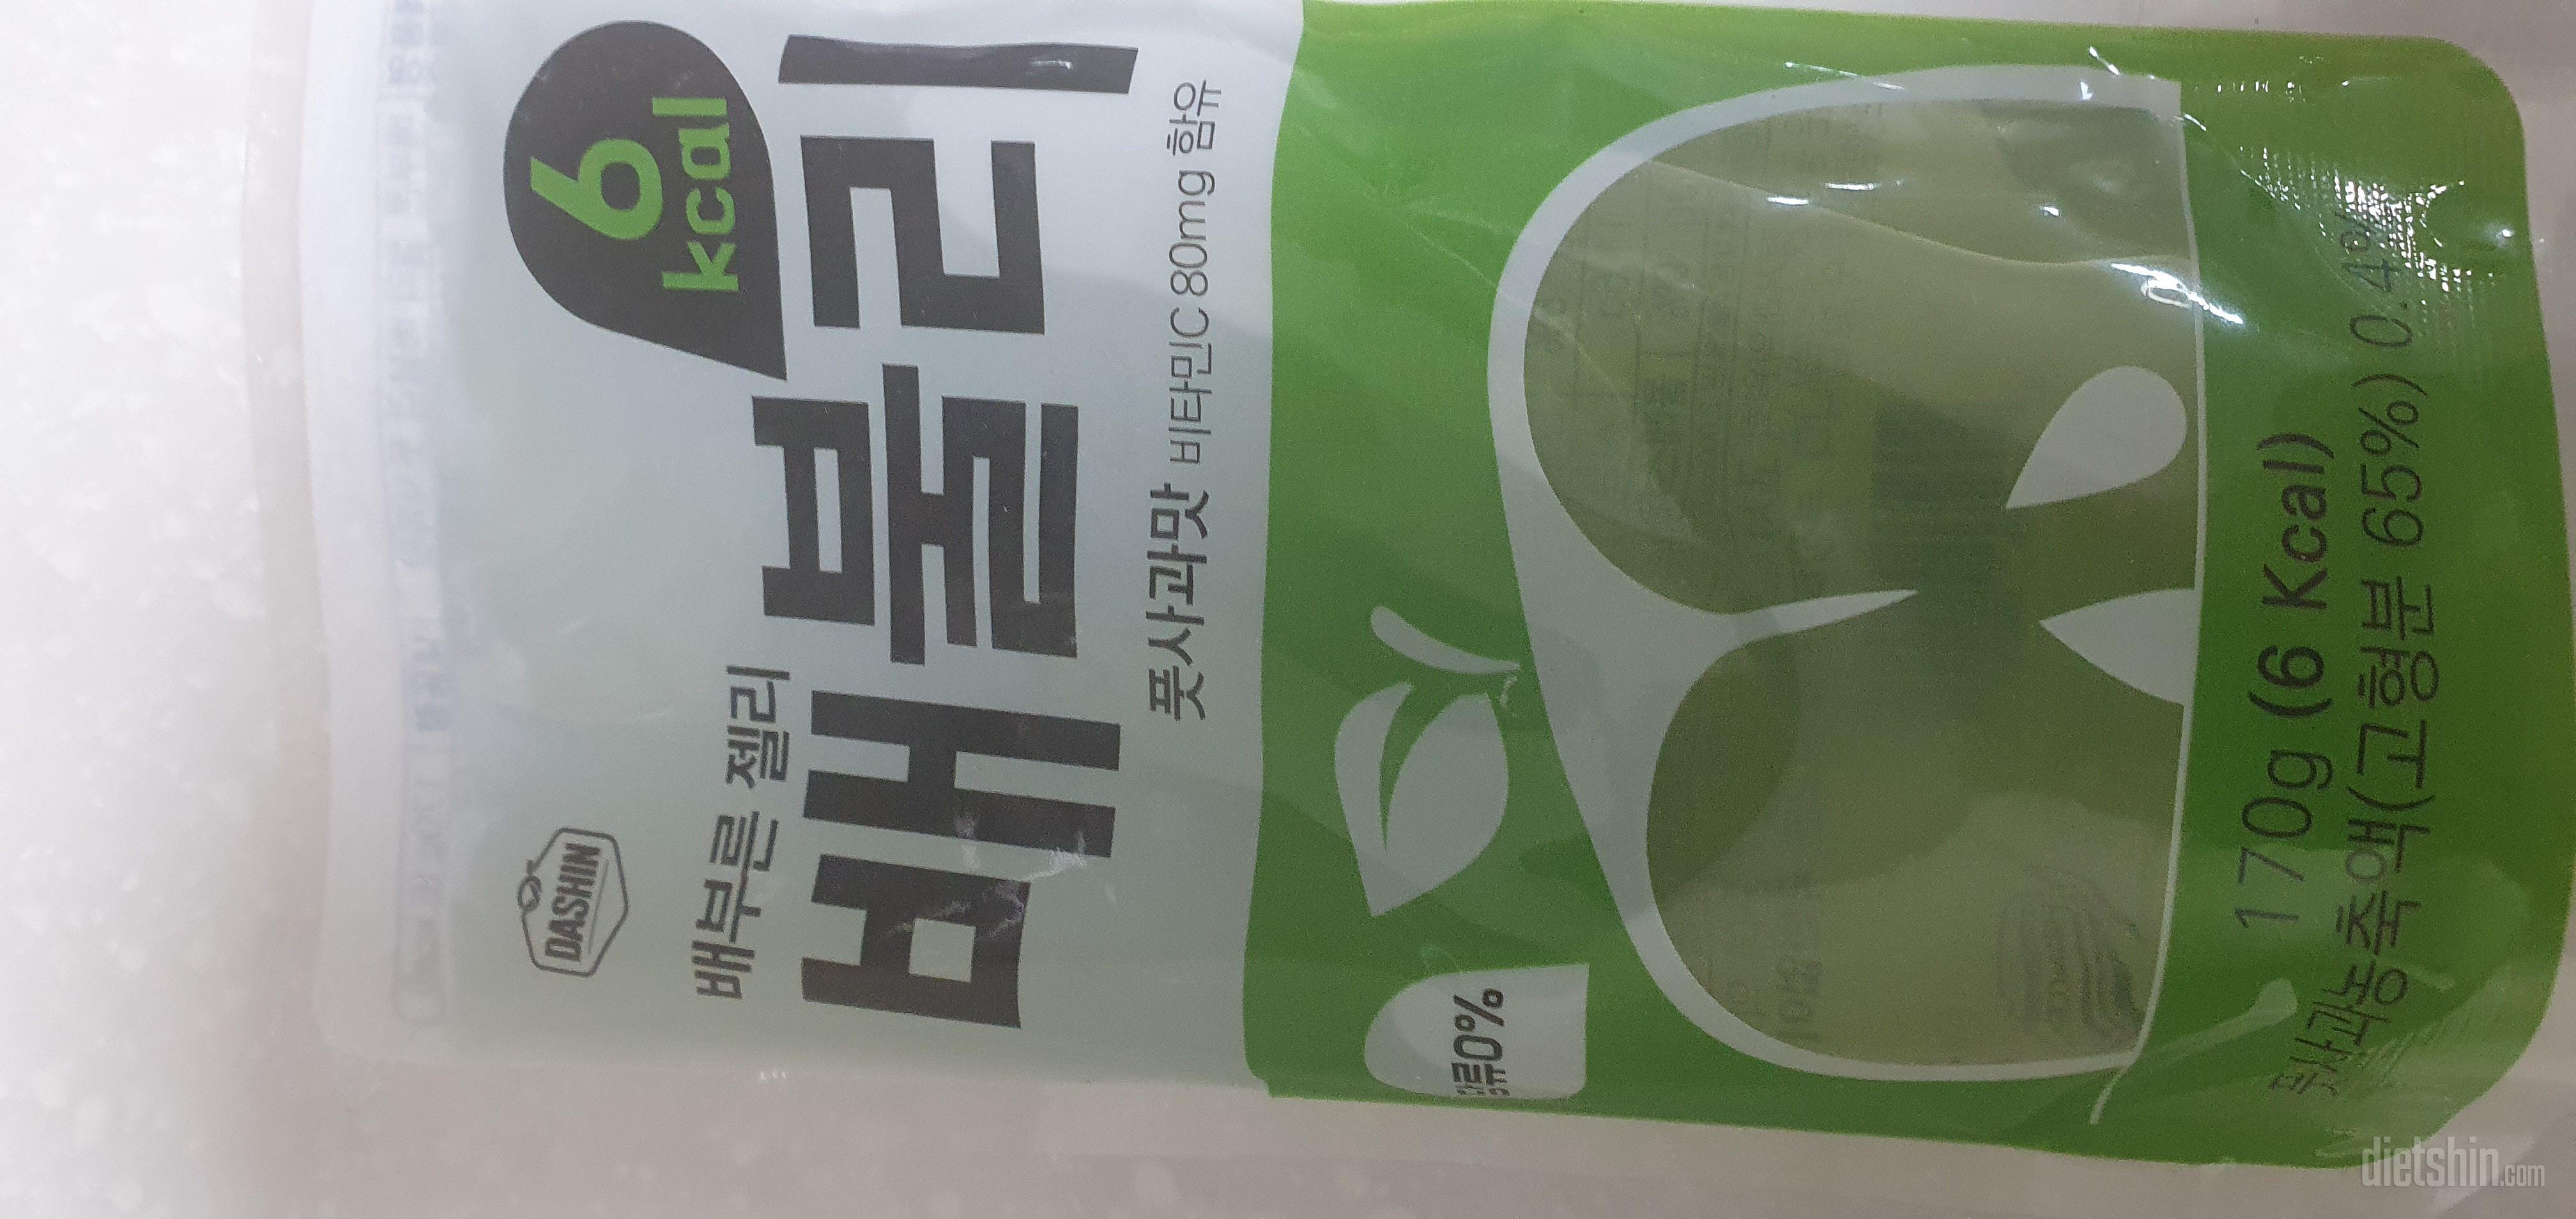 DASHIN
6
kcal
배부른 젤리
배불리
풋사과맛 비타민C 80mg 함유
당류0%
170g (6 Kcal)
풋사과농축액(고형분 65%) 0.4%
dietshin.com